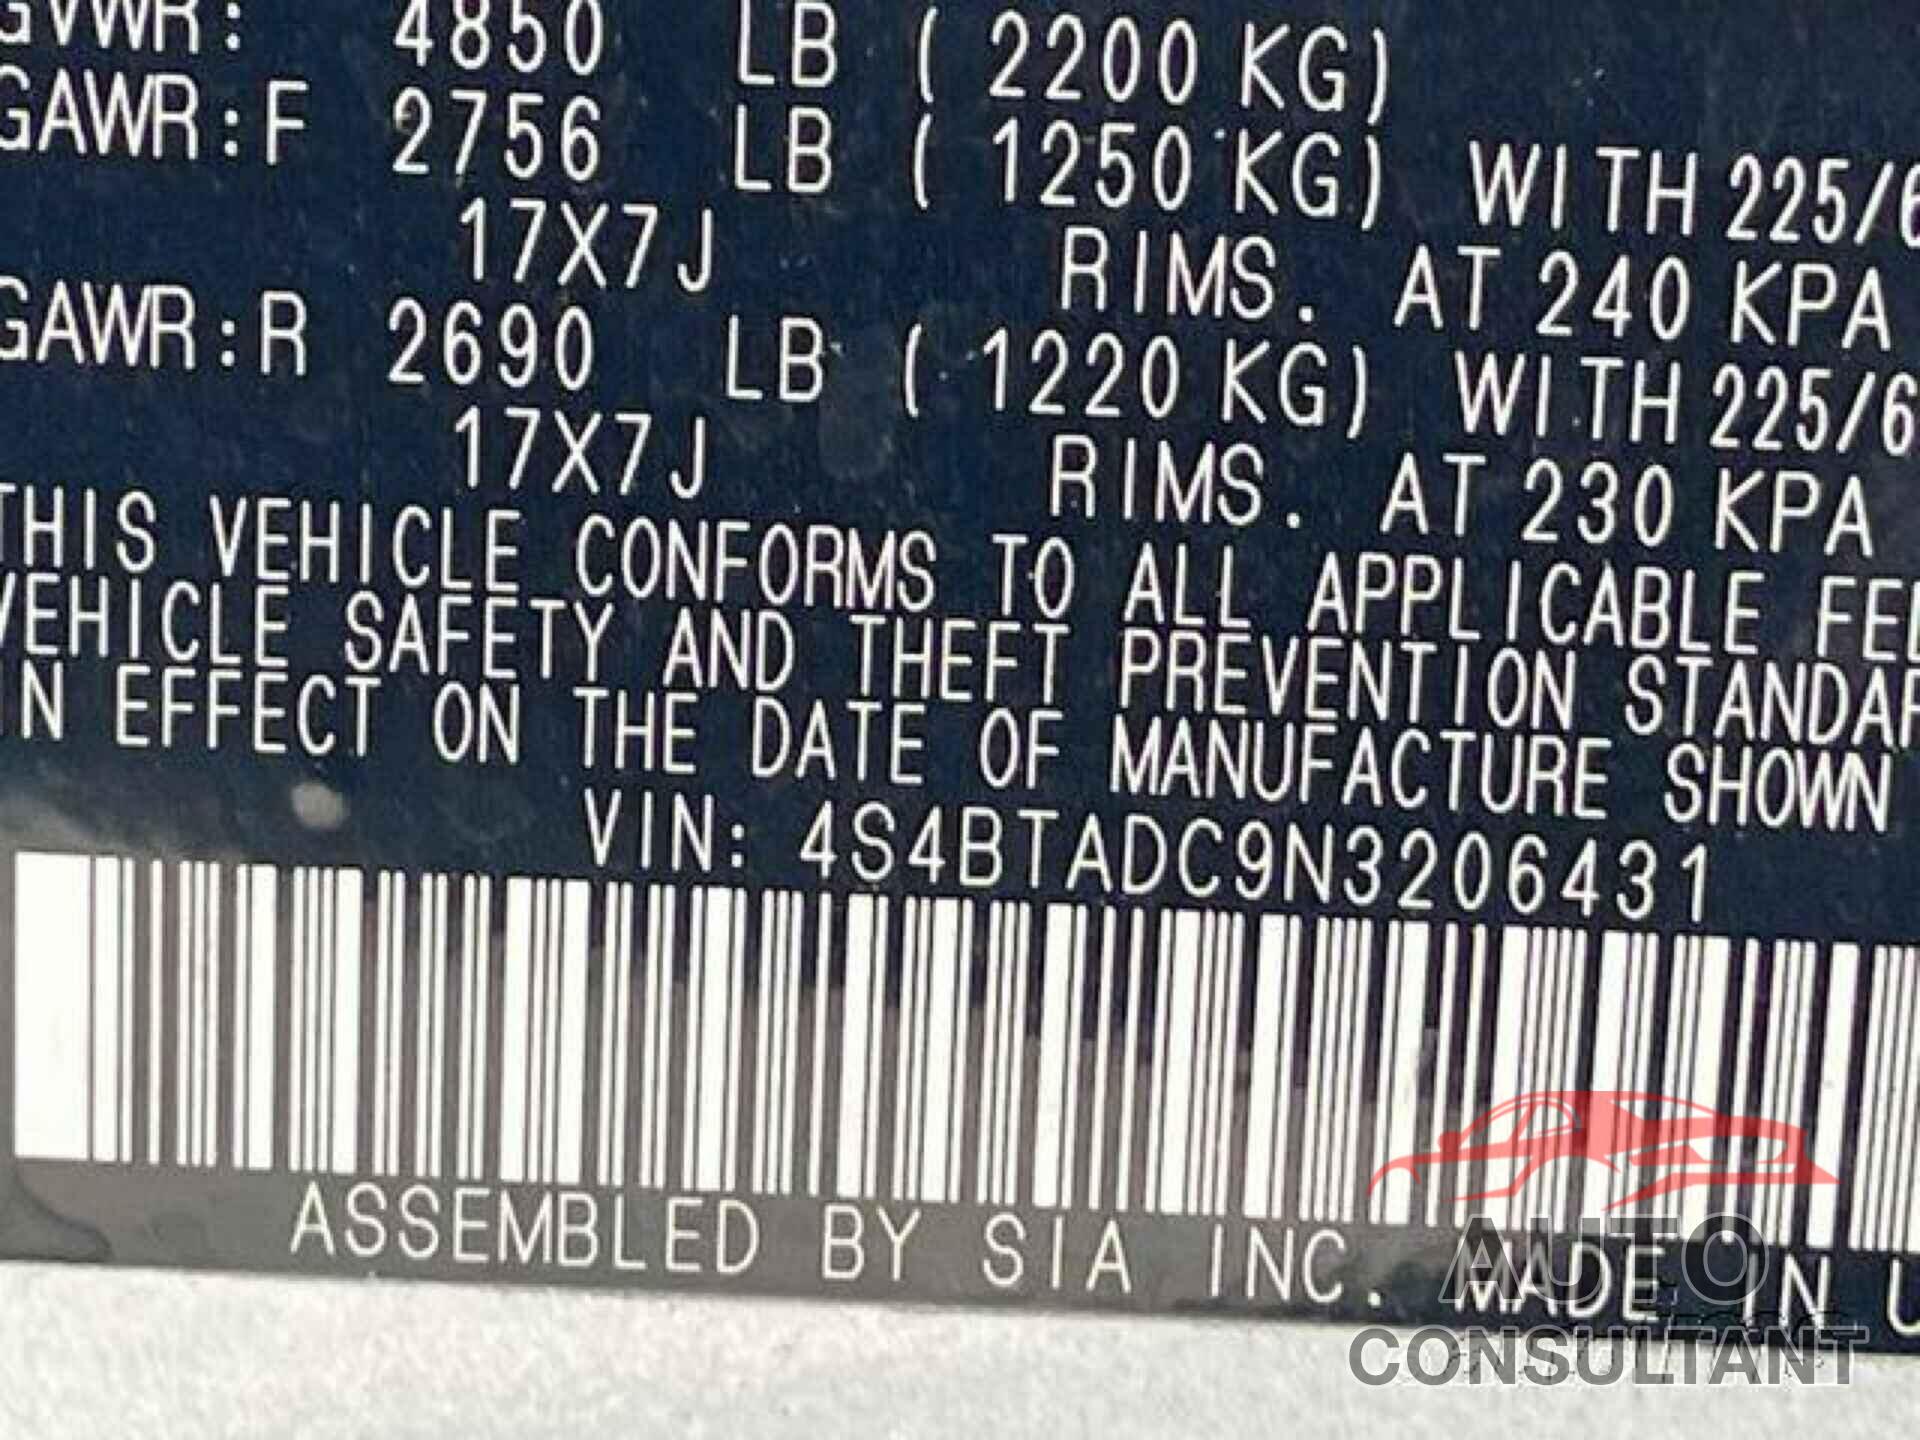 GVWR: 4850 LB ( 2200 KG)
GAWR:F 2756 LB ( 1250 KG) WITH 225/6
17X7J RIMS. AT 240 KPA
GAWR:R 2690 LB ( 1220 KG) WITH 225/6
17X7J RIMS. AT 230 KPA
THIS VEHICLE CONFORMS TO ALL APPLICABLE FED
VEHICLE SAFETY AND THEFT PREVENTION STANDAR
IN EFFECT ON THE DATE OF MANUFACTURE SHOWN
VIN: 4S4BTADC9N3206431
ASSEMBLED BY SIA INC. MADE IN U
AUTO
CONSULTANT